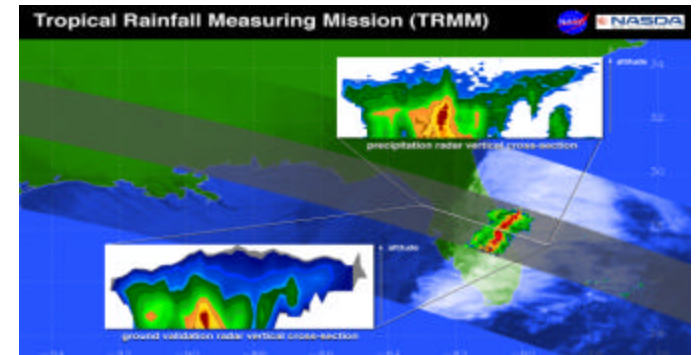 Tropical Rainfall Measuring Mission (TRMM)
NASA
NASDA
altitude
precipitation radar vertical cross-section
altitude
ground validation radar vertical cross-section